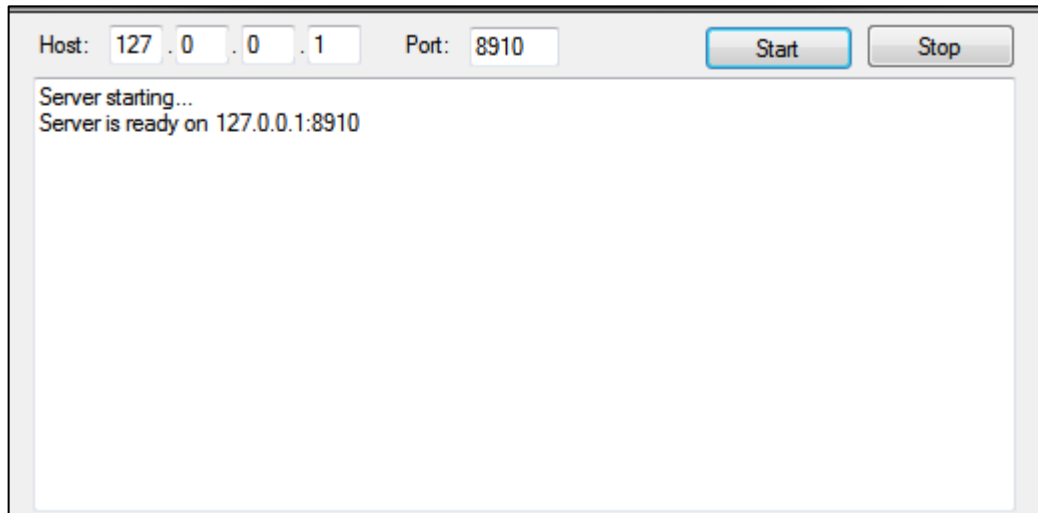 Host: 127 . 0 . 0 . 1 Port: 8910 Start Stop
Server starting...
Server is ready on 127.0.0.1:8910